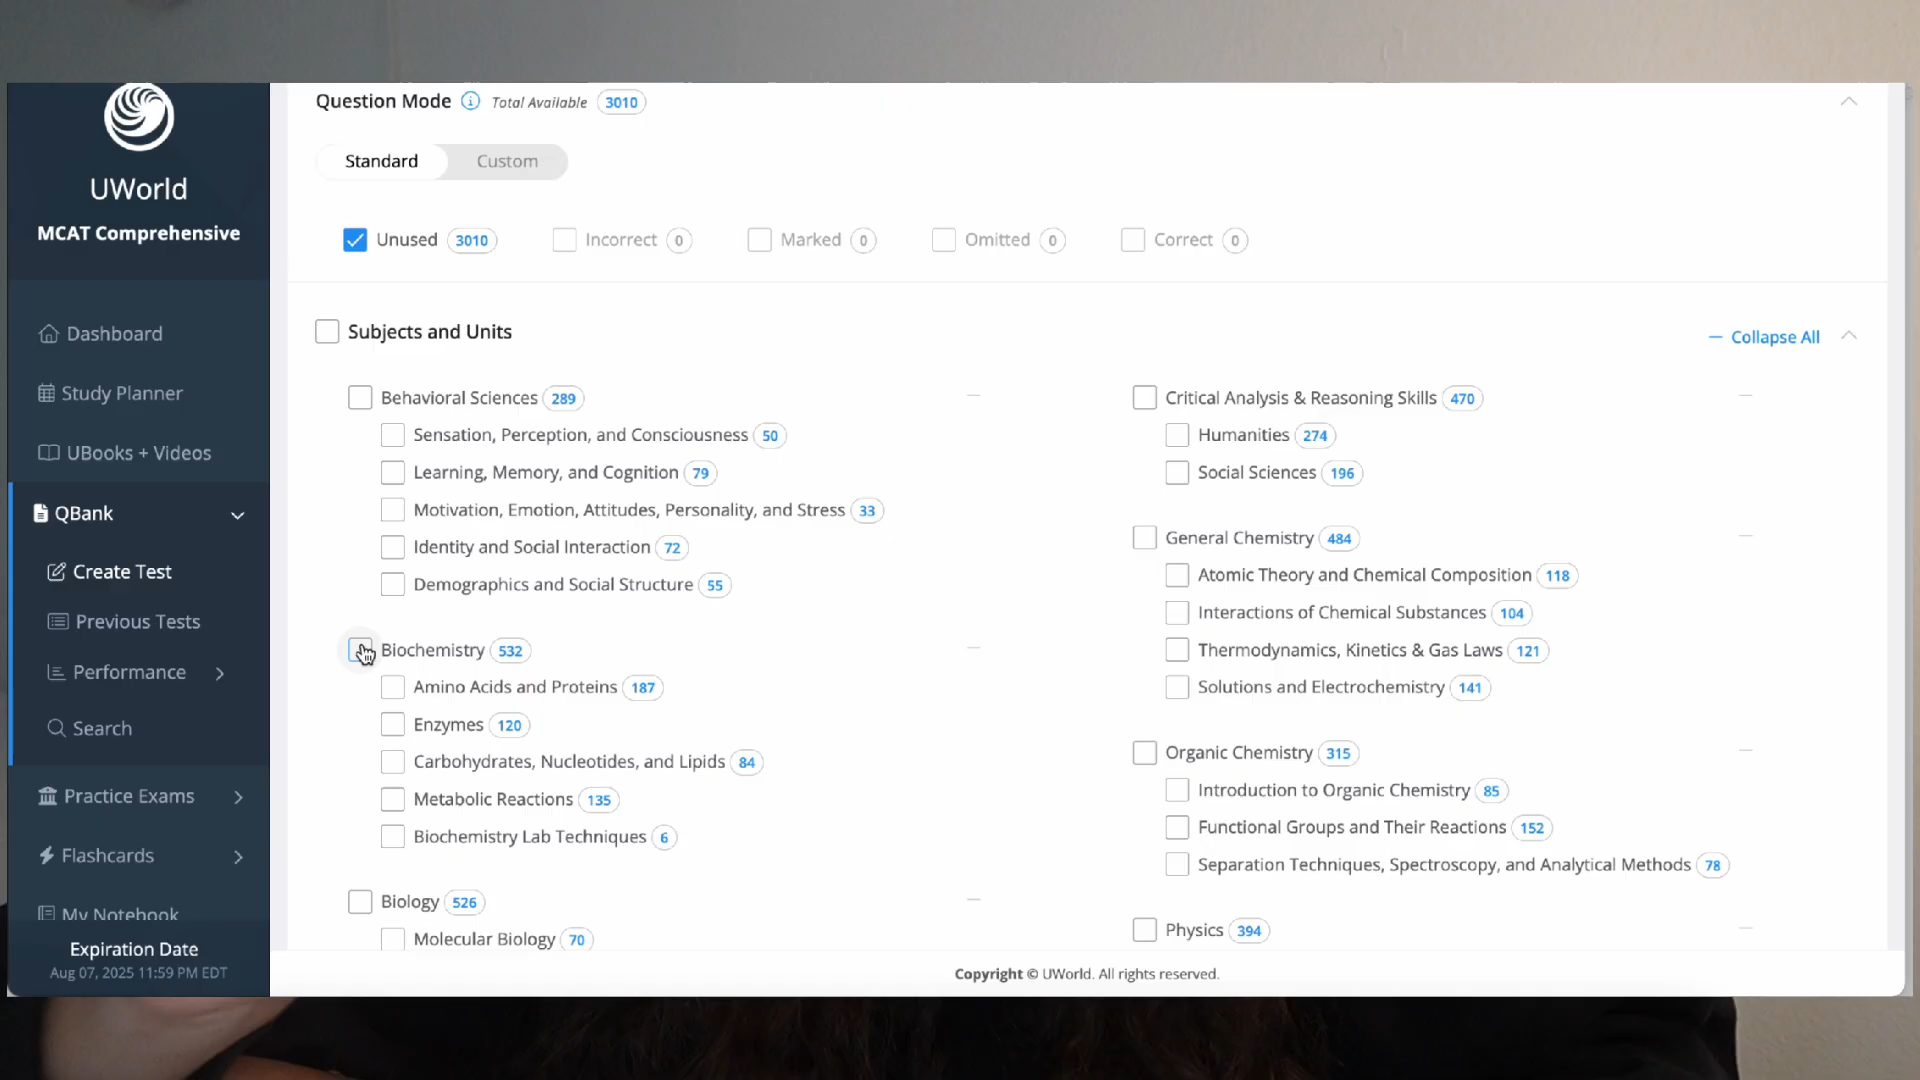 UWorld
MCAT Comprehensive
Dashboard
Study Planner
UBooks + Videos
QBank
Create Test
Previous Tests
Performance
Search
Practice Exams
Flashcards
My Notebook
Expiration Date
Aug 07, 2025 11:59 PM EDT
Question Mode Total Available 3010
Standard Custom
Unused 3010 Incorrect 0 Marked 0 Omitted 0 Correct 0
Subjects and Units
Collapse All
Behavioral Sciences 289
Sensation, Perception, and Consciousness 50
Learning, Memory, and Cognition 79
Motivation, Emotion, Attitudes, Personality, and Stress 33
Identity and Social Interaction 72
Demographics and Social Structure 55
Biochemistry 532
Amino Acids and Proteins 187
Enzymes 120
Carbohydrates, Nucleotides, and Lipids 84
Metabolic Reactions 135
Biochemistry Lab Techniques 6
Biology 526
Molecular Biology 70
Critical Analysis & Reasoning Skills 470
Humanities 274
Social Sciences 196
General Chemistry 484
Atomic Theory and Chemical Composition 118
Interactions of Chemical Substances 104
Thermodynamics, Kinetics & Gas Laws 121
Solutions and Electrochemistry 141
Organic Chemistry 315
Introduction to Organic Chemistry 85
Functional Groups and Their Reactions 152
Separation Techniques, Spectroscopy, and Analytical Methods 78
Physics 394
Copyright © UWorld. All rights reserved.